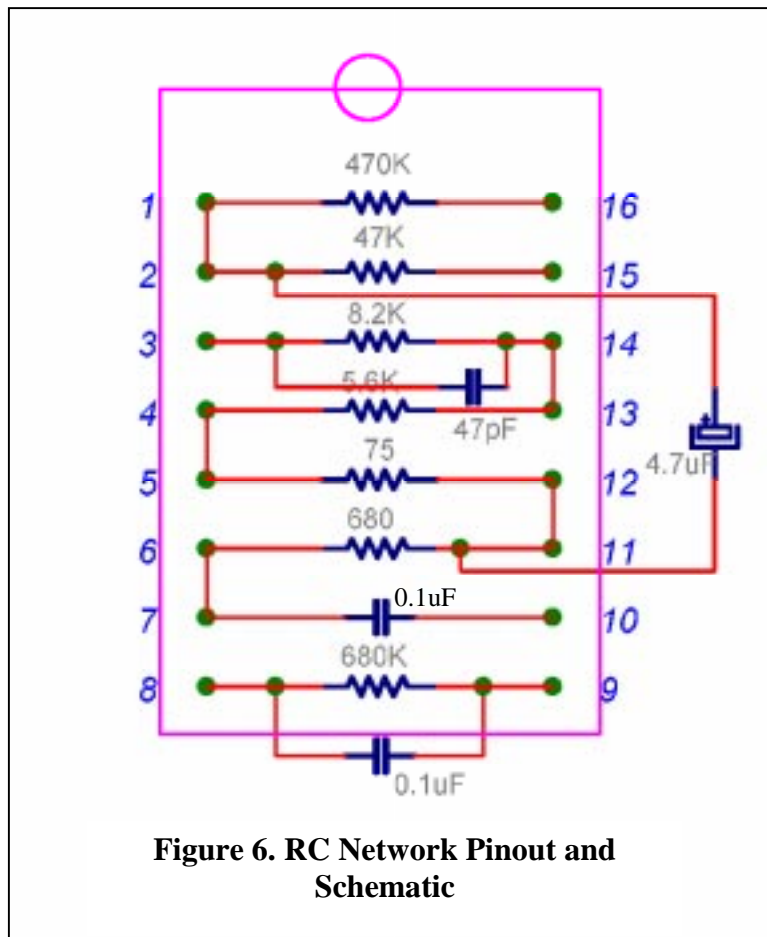 470K
1 16
47K
2 15
8.2K
3 14
5.6K
4 13
47pF
+
4.7uF
75
5 12
680
6 11
0.1uF
7 10
680K
8 9
0.1uF
Figure 6. RC Network Pinout and
Schematic